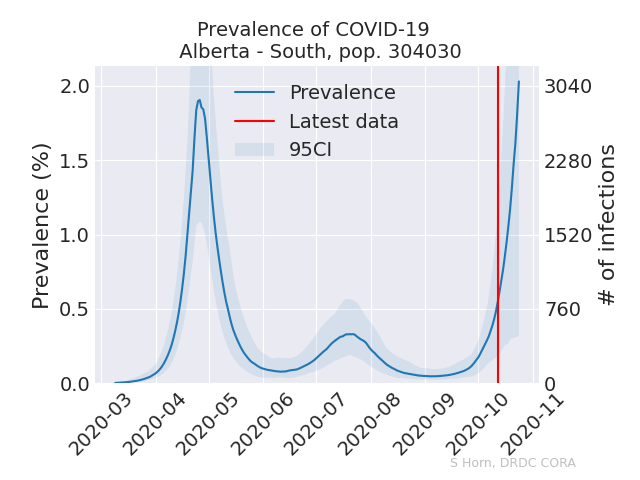 Prevalence of COVID-19
Alberta - South, pop. 304030
Prevalence
Latest data
95CI
Prevalence (%)
2.0
1.5
1.0
0.5
0.0
3040
2280
1520
760
0
# of infections
2020-03
2020-04
2020-05
2020-06
2020-07
2020-08
2020-09
2020-10
2020-11
S Horn, DRDC CORA